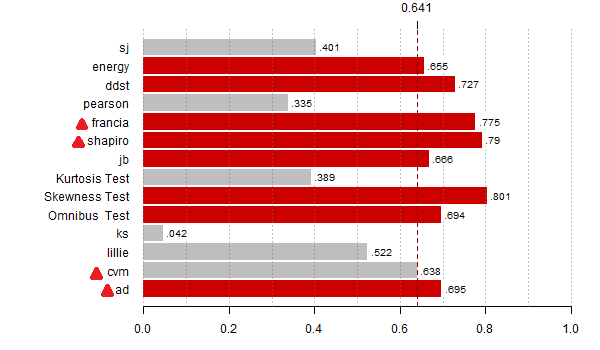 0.641
sj .401
energy .655
ddst .727
pearson .335
francia .775
shapiro .79
jb .666
Kurtosis Test .389
Skewness Test .801
Omnibus Test .694
ks .042
lillie .522
cvm .638
ad .695
0.0 0.2 0.4 0.6 0.8 1.0